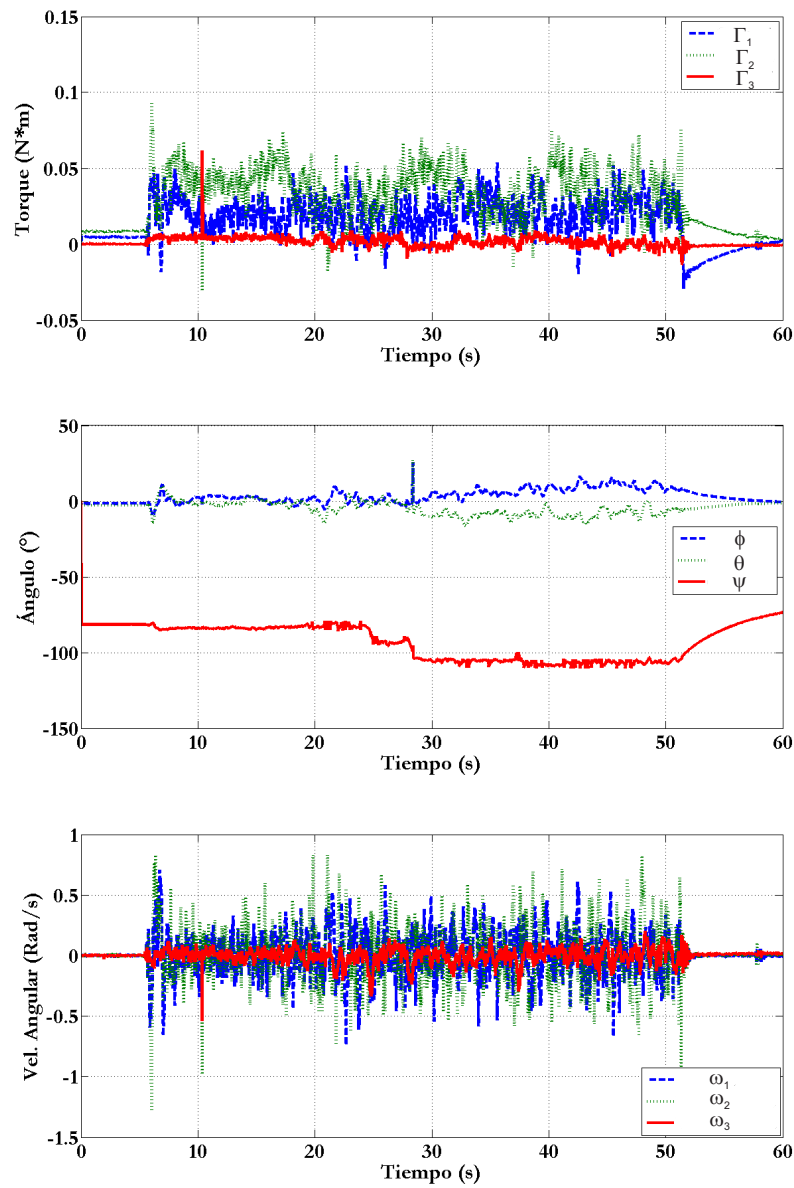 0.15
0.1
0.05
0
-0.05
Torque (N*m)
Γ1
Γ2
Γ3
0 10 20 30 40 50 60
Tiempo (s)
50
0
-50
-100
-150
Ángulo (°)
ϕ
θ
ψ
0 10 20 30 40 50 60
Tiempo (s)
1
0.5
0
-0.5
-1
-1.5
Vel. Angular (Rad/s)
ω1
ω2
ω3
0 10 20 30 40 50 60
Tiempo (s)